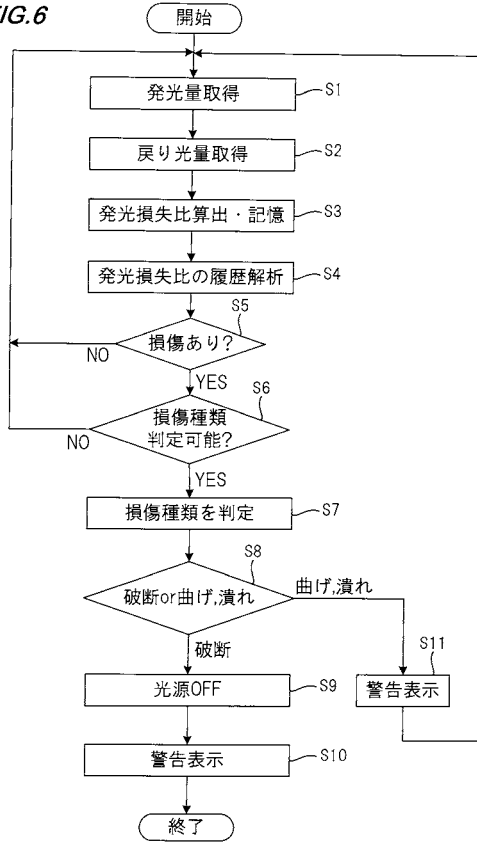 FIG.6
開始
発光量取得
S1
戻り光量取得
S2
発光損失比算出・記憶
S3
発光損失比の履歴解析
S4
S5
損傷あり?
NO
YES
S6
損傷種類
判定可能?
NO
YES
損傷種類を判定
S7
S8
破断or曲げ,潰れ
曲げ,潰れ
破断
S11
光源OFF
S9
警告表示
警告表示
S10
終了